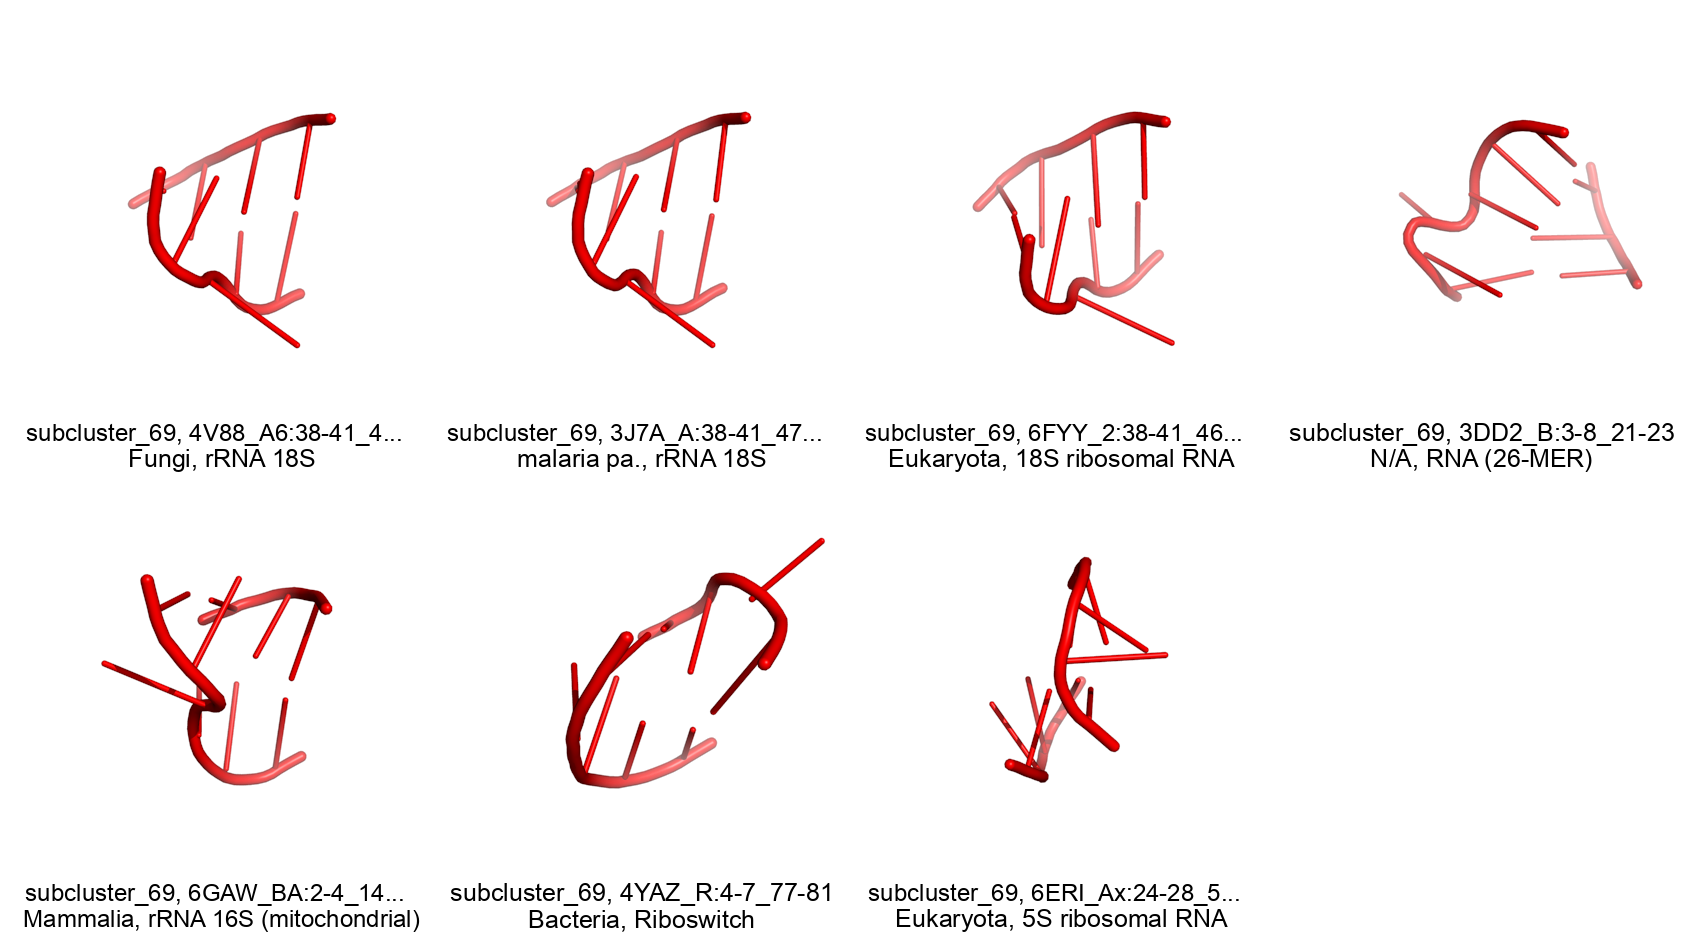 subcluster_69, 4V88_A6:38-41_4...
Fungi, rRNA 18S
subcluster_69, 3J7A_A:38-41_47...
malaria pa., rRNA 18S
subcluster_69, 6FYY_2:38-41_46...
Eukaryota, 18S ribosomal RNA
subcluster_69, 3DD2_B:3-8_21-23
N/A, RNA (26-MER)
subcluster_69, 6GAW_BA:2-4_14...
Mammalia, rRNA 16S (mitochondrial)
subcluster_69, 4YAZ_R:4-7_77-81
Bacteria, Riboswitch
subcluster_69, 6ERI_Ax:24-28_5...
Eukaryota, 5S ribosomal RNA